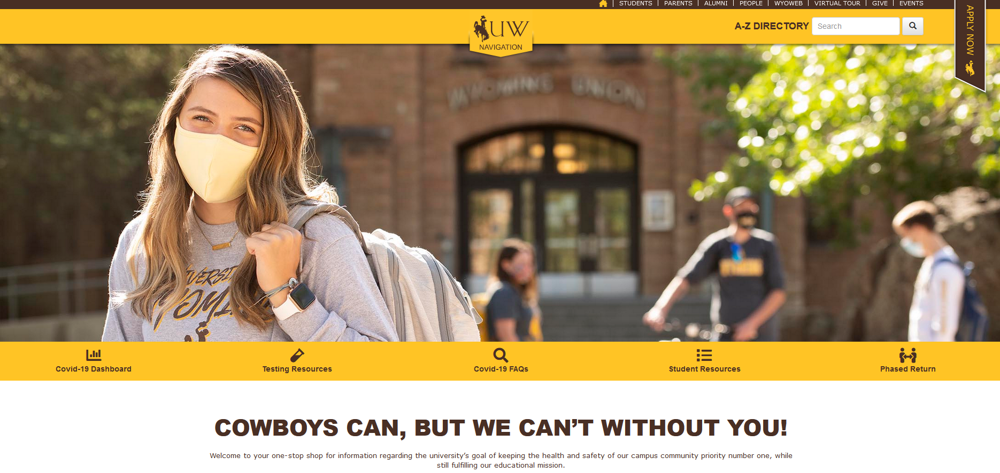 STUDENTS PARENTS ALUMNI PEOPLE WYOWEB VIRTUAL TOUR GIVE EVENTS
UW
NAVIGATION
A-Z DIRECTORY Search
APPLY NOW
WYOMING UNION
Covid-19 Dashboard
Testing Resources
Covid-19 FAQs
Student Resources
Phased Return
COWBOYS CAN, BUT WE CAN’T WITHOUT YOU!
Welcome to your one-stop shop for information regarding the university’s goal of keeping the health and safety of our campus community priority number one, while
still fulfilling our educational mission.